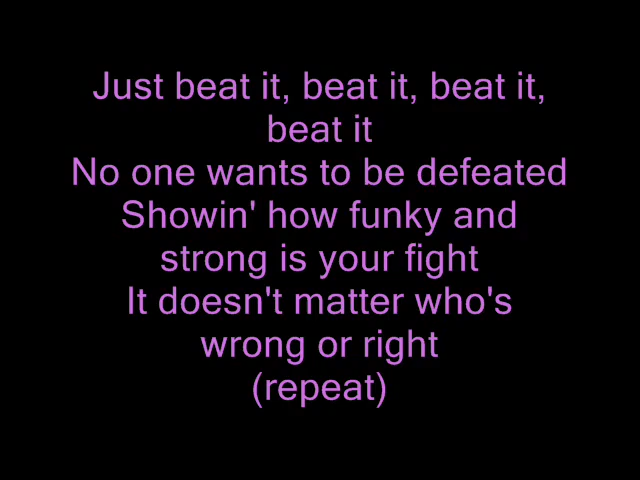 Just beat it, beat it, beat it,
beat it
No one wants to be defeated
Showin' how funky and
strong is your fight
It doesn't matter who's
wrong or right
(repeat)